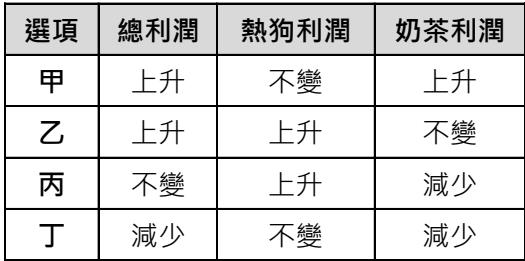 選項 總利潤 熱狗利潤 奶茶利潤
甲 上升 不變 上升
乙 上升 上升 不變
丙 不變 上升 減少
丁 減少 不變 減少